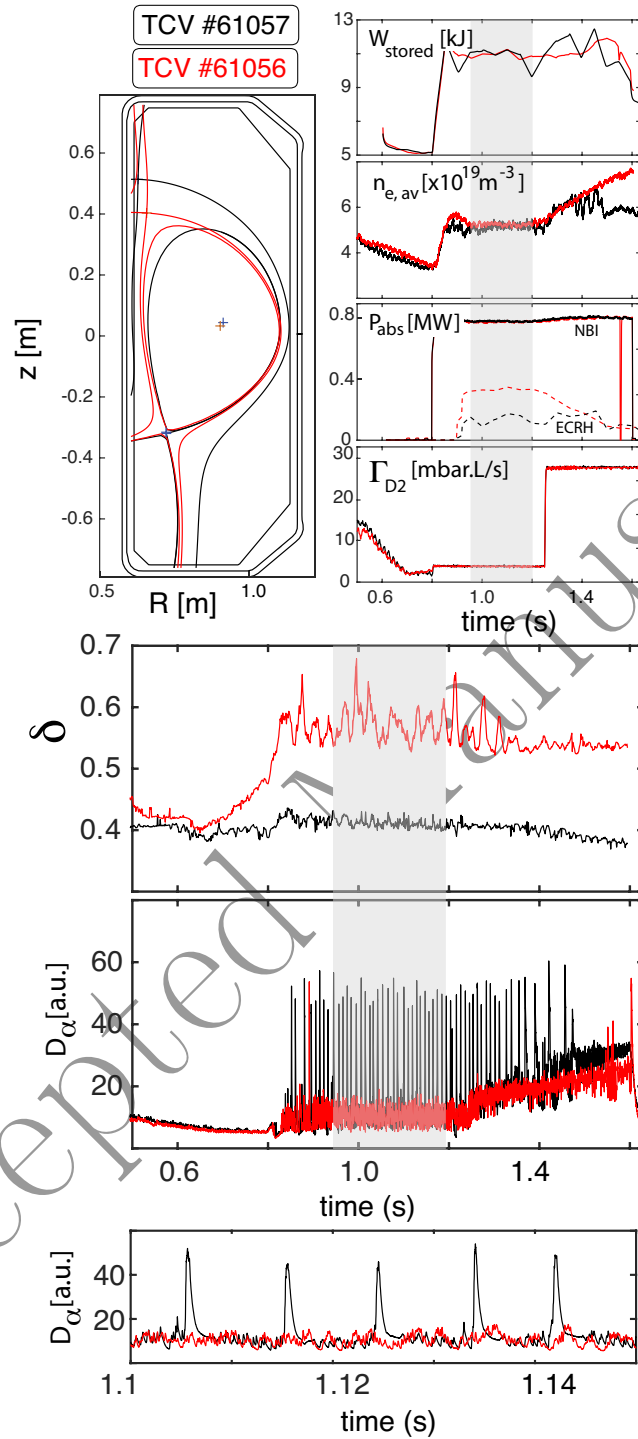 TCV #61057
TCV #61056
W_stored [kJ]
13
11
9
7
5
n_e,av [x10^19 m^-3]
6
4
P_abs [MW]
0.8
0.4
0
NBI
ECRH
Γ_D2 [mbar.L/s]
30
20
10
0
0.6
1.0
1.4
time (s)
z [m]
0.6
0.4
0.2
0
-0.2
-0.4
-0.6
0.5
1.0
R [m]
δ
0.7
0.6
0.5
0.4
D_α [a.u.]
60
40
20
0.6
1.0
1.4
time (s)
D_α [a.u.]
40
20
1.1
1.12
1.14
time (s)
epted Manus